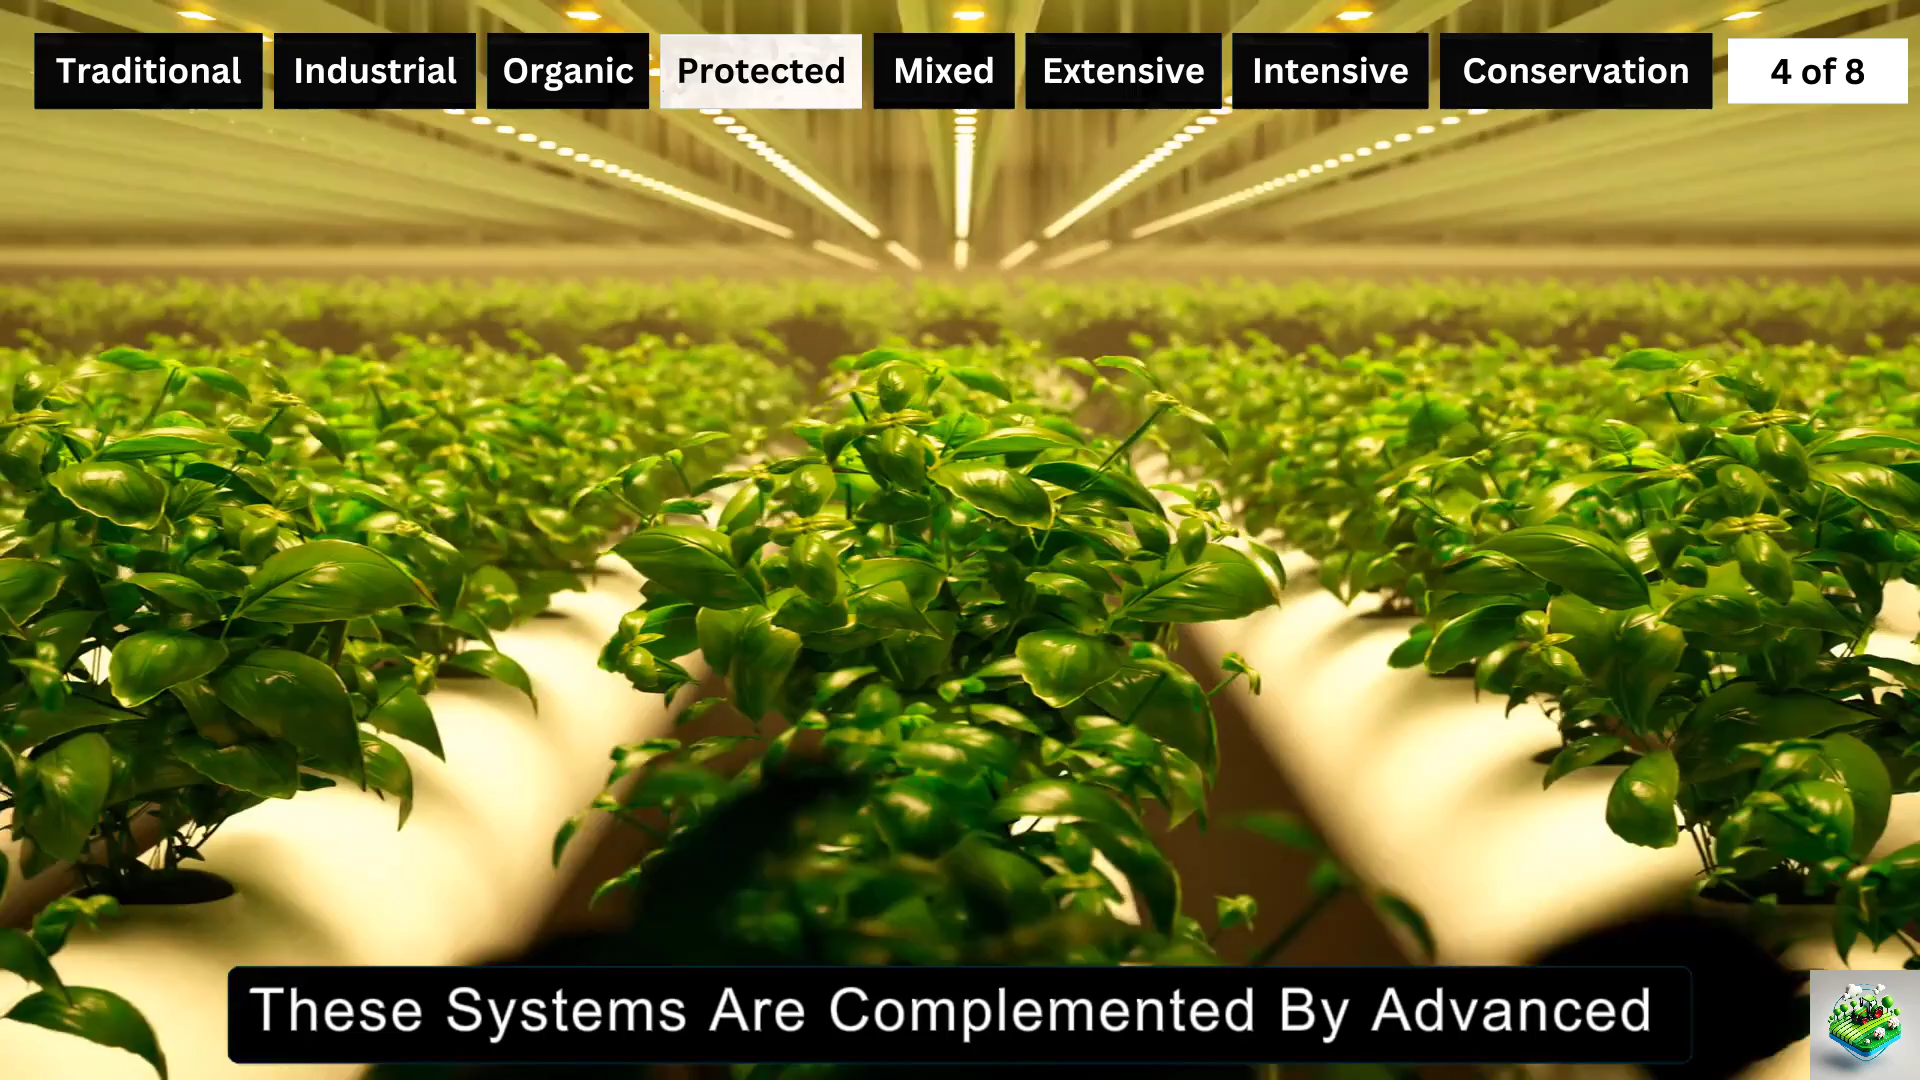 Traditional Industrial Organic Protected Mixed Extensive Intensive Conservation 4 of 8
These Systems Are Complemented By Advanced